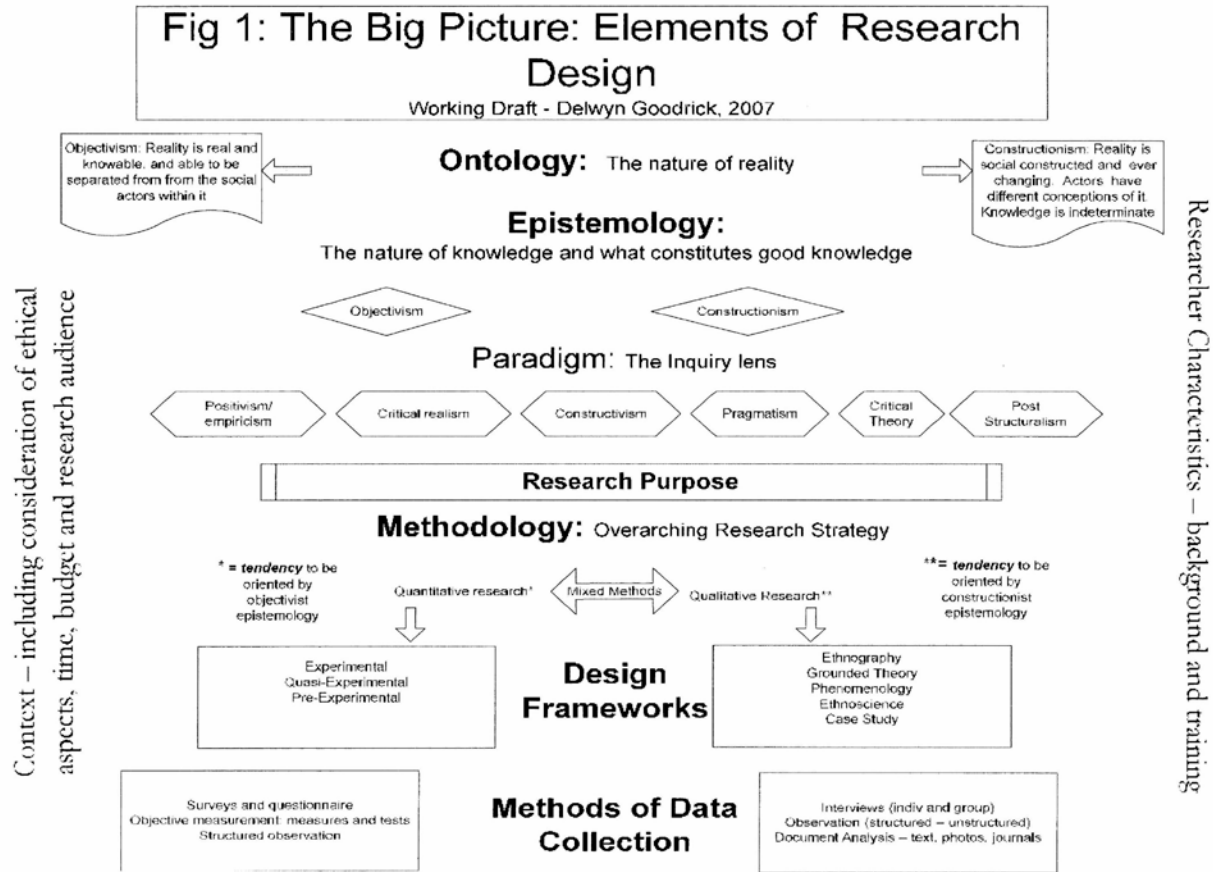 Fig 1: The Big Picture: Elements of Research
Design
Working Draft - Delwyn Goodrick, 2007
Objectivism: Reality is real and
knowable, and able to be
separated from from the social
actors within it
Ontology: The nature of reality
Constructionism: Reality is
social constructed and ever
changing. Actors have
different conceptions of it.
Knowledge is indeterminate
Epistemology:
The nature of knowledge and what constitutes good knowledge
Objectivism
Constructionism
Paradigm: The Inquiry lens
Positivism/
empiricism
Critical realism
Constructivism
Pragmatism
Critical
Theory
Post
Structuralism
Research Purpose
Methodology: Overarching Research Strategy
* = tendency to be
oriented by
objectivist
epistemology
Quantitative research*
Mixed Methods
Qualitative Research**
**= tendency to be
oriented by
constructionist
epistemology
Experimental
Quasi-Experimental
Pre-Experimental
Design
Frameworks
Ethnography
Grounded Theory
Phenomenology
Ethnoscience
Case Study
Surveys and questionnaire
Objective measurement: measures and tests
Structured observation
Methods of Data
Collection
Interviews (indiv and group)
Observation (structured – unstructured)
Document Analysis – text, photos, journals
Context – including consideration of ethical
aspects, time, budget and research audience
Researcher Characteristics – background and training